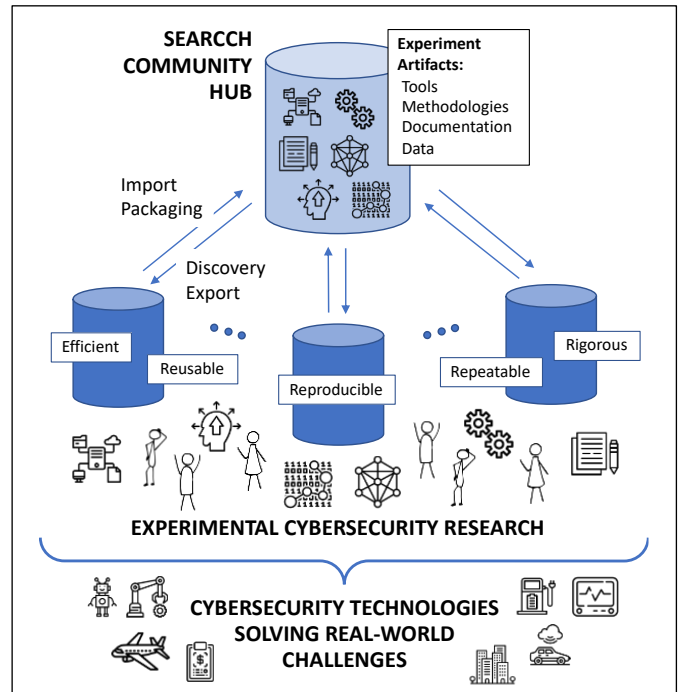 SEARCCH
COMMUNITY
HUB
Experiment
Artifacts:
Tools
Methodologies
Documentation
Data
Import
Packaging
Discovery
Export
Efficient
Reusable
Reproducible
Repeatable
Rigorous
EXPERIMENTAL CYBERSECURITY RESEARCH
CYBERSECURITY TECHNOLOGIES
SOLVING REAL-WORLD
CHALLENGES